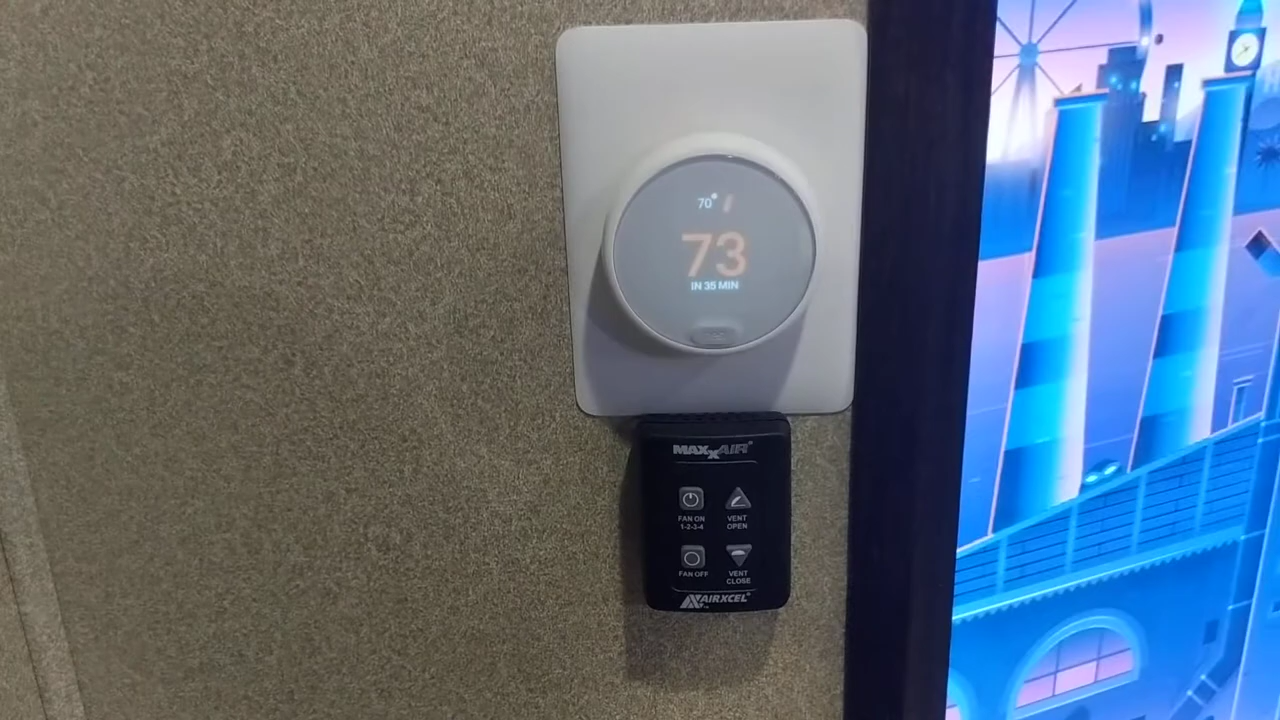 70°
73
IN 35 MIN
MAXXAIR®
FAN ON
1-2-3-4
VENT
OPEN
FAN OFF
VENT
CLOSE
AIRXCEL®